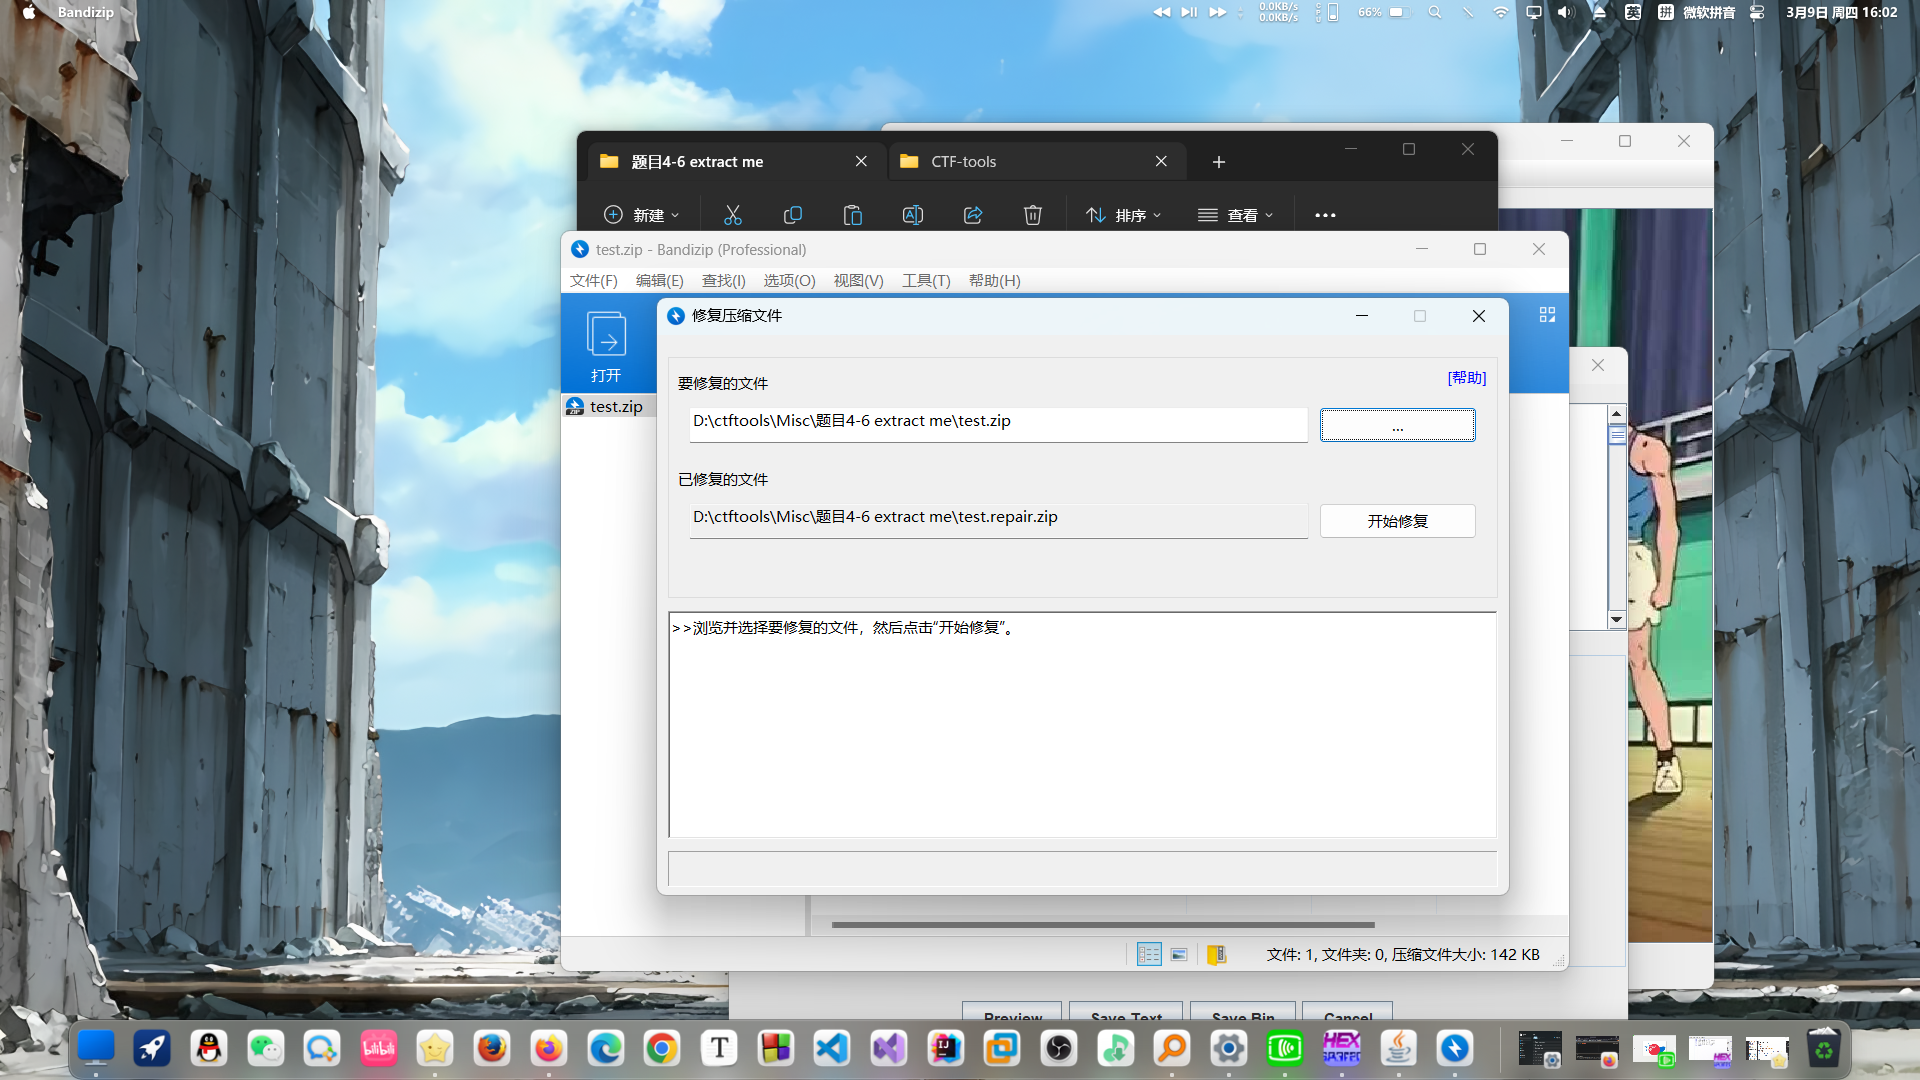 Bandizip
0.0KB/s
0.0KB/s
CPU
66%
英
拼
微软拼音
3月9日 周四 16:02
题目4-6 extract me
CTF-tools
新建
排序
查看
test.zip - Bandizip (Professional)
文件(F)
编辑(E)
查找(I)
选项(O)
视图(V)
工具(T)
帮助(H)
打开
test.zip
修复压缩文件
要修复的文件
[帮助]
D:\ctftools\Misc\题目4-6 extract me\test.zip
...
已修复的文件
D:\ctftools\Misc\题目4-6 extract me\test.repair.zip
开始修复
>>浏览并选择要修复的文件，然后点击“开始修复”。
文件: 1, 文件夹: 0, 压缩文件大小: 142 KB
Preview
Save Text
Save Bin
Cancel
bilibili
T
IJ
HEX